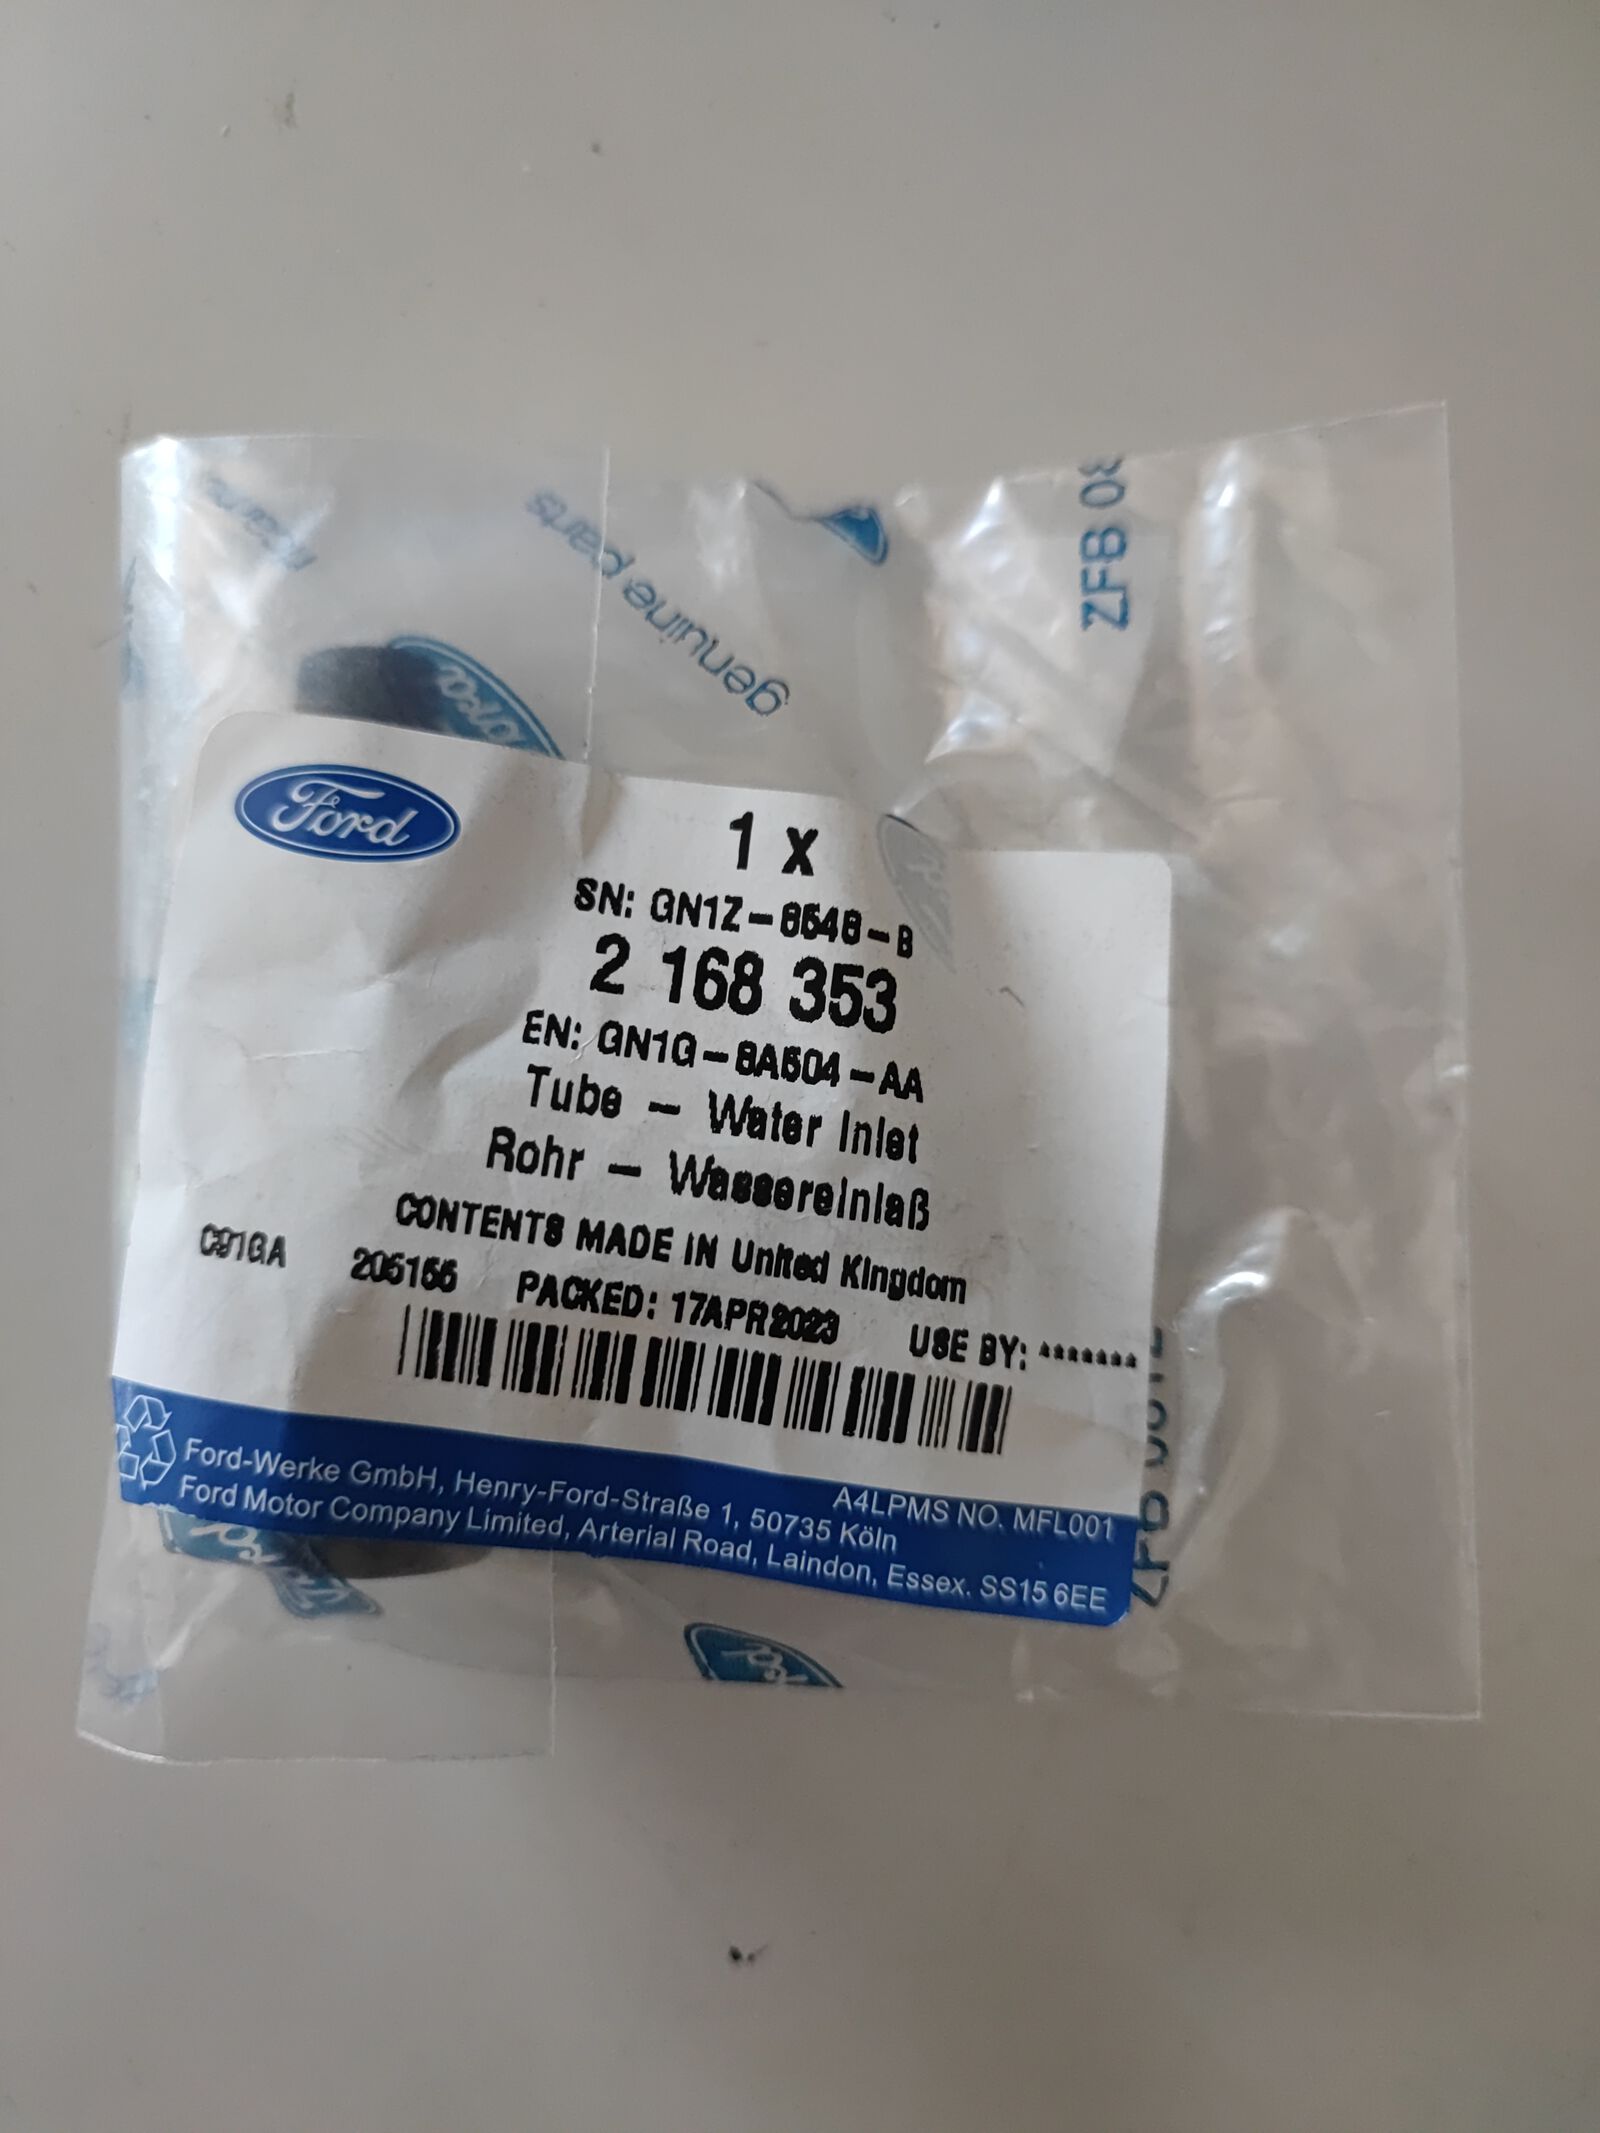 genuine parts
ZFB 08
Ford
1 X
SN: GN1Z-8548-B
2 168 353
EN: GN1G-8A504-AA
Tube - Water Inlet
Rohr - Wassereinlaß
CONTENTS MADE IN United Kingdom
C91GA 205155 PACKED: 17APR2023 USE BY: *******
A4LPMS NO. MFL001
Ford-Werke GmbH, Henry-Ford-Straße 1, 50735 Köln
Ford Motor Company Limited, Arterial Road, Laindon, Essex. SS15 6EE